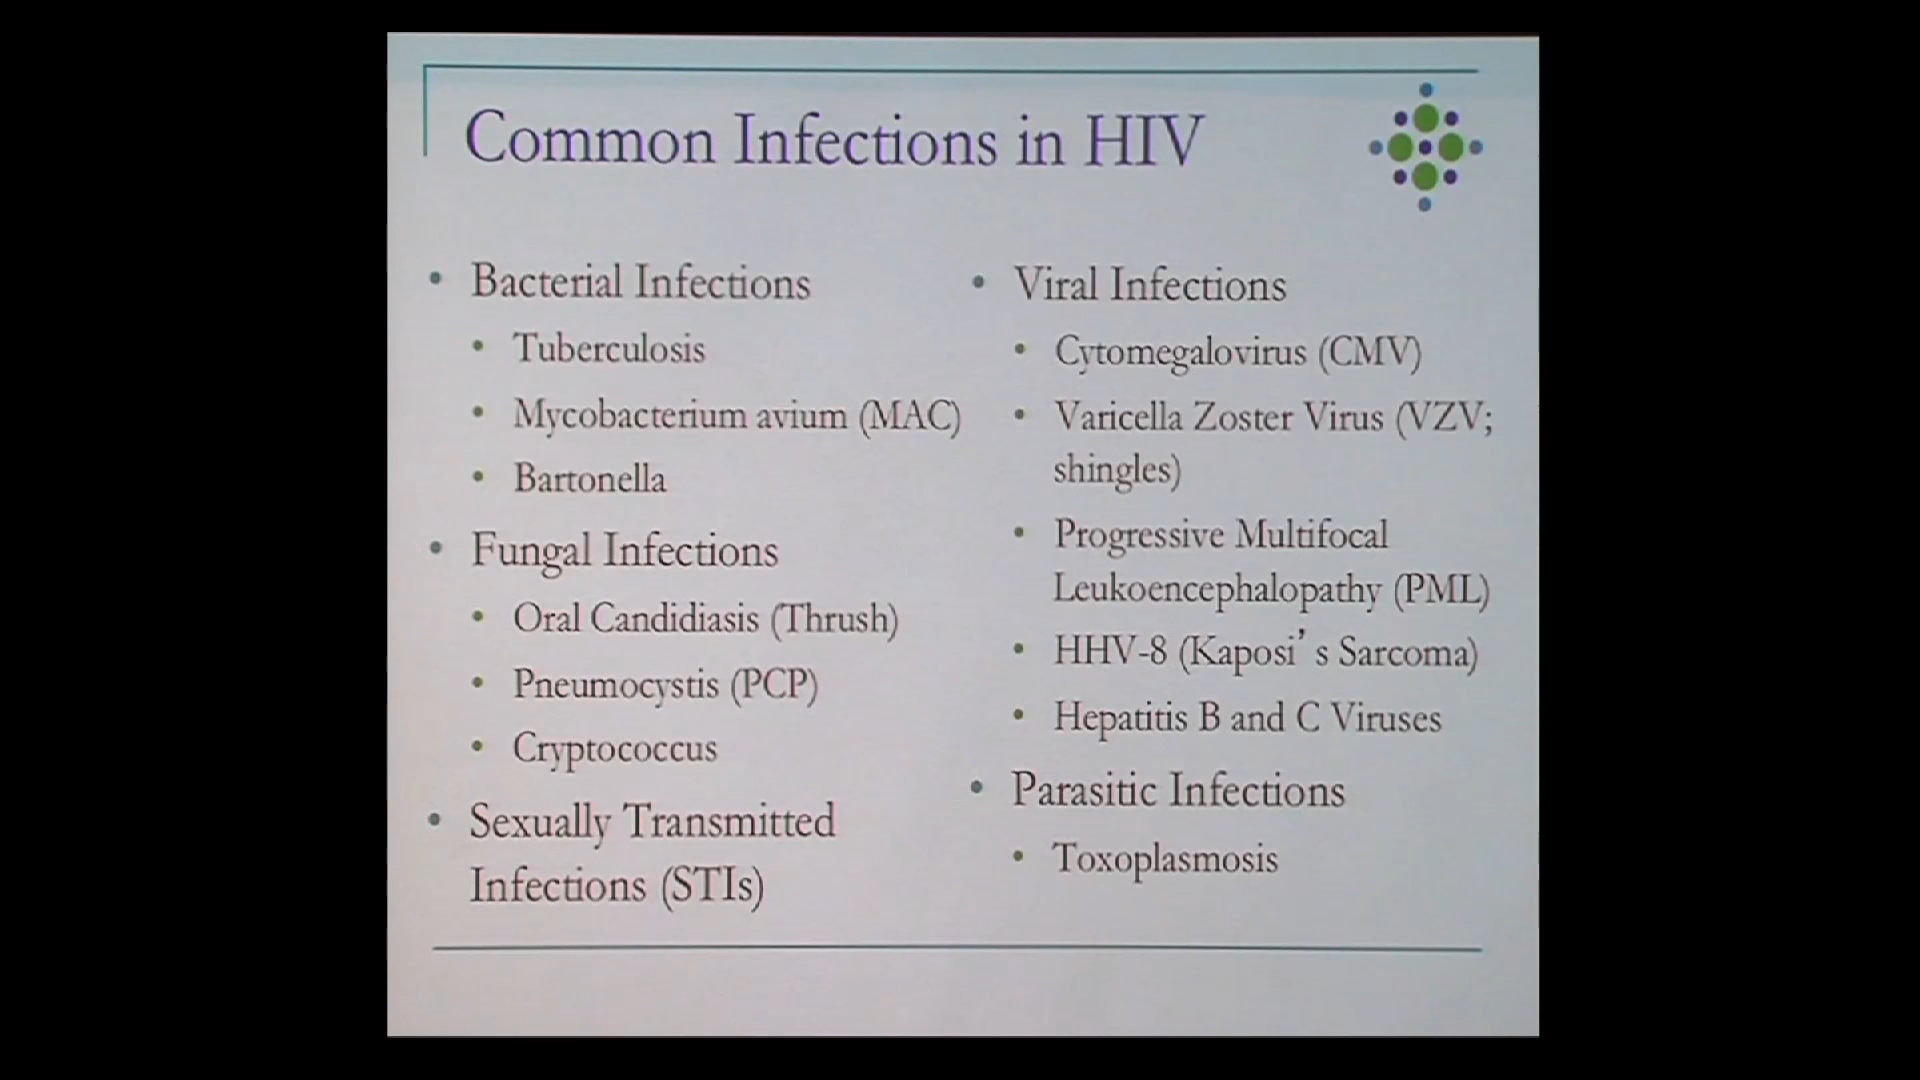 Common Infections in HIV
• Bacterial Infections
• Tuberculosis
• Mycobacterium avium (MAC)
• Bartonella
• Fungal Infections
• Oral Candidiasis (Thrush)
• Pneumocystis (PCP)
• Cryptococcus
• Sexually Transmitted
Infections (STIs)
• Viral Infections
• Cytomegalovirus (CMV)
• Varicella Zoster Virus (VZV;
shingles)
• Progressive Multifocal
Leukoencephalopathy (PML)
• HHV-8 (Kaposi’s Sarcoma)
• Hepatitis B and C Viruses
• Parasitic Infections
• Toxoplasmosis